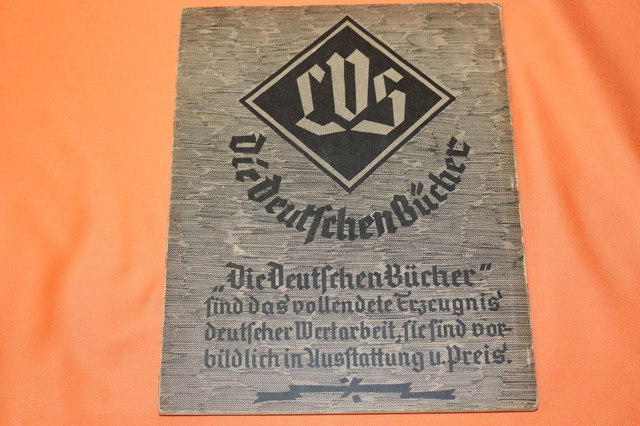 LDS
Die Deutschen Bücher
„Die Deutschen Bücher“
sind das vollendete Erzeugnis
deutscher Wertarbeit, sie sind vor-
bildlich in Ausstattung u. Preis.